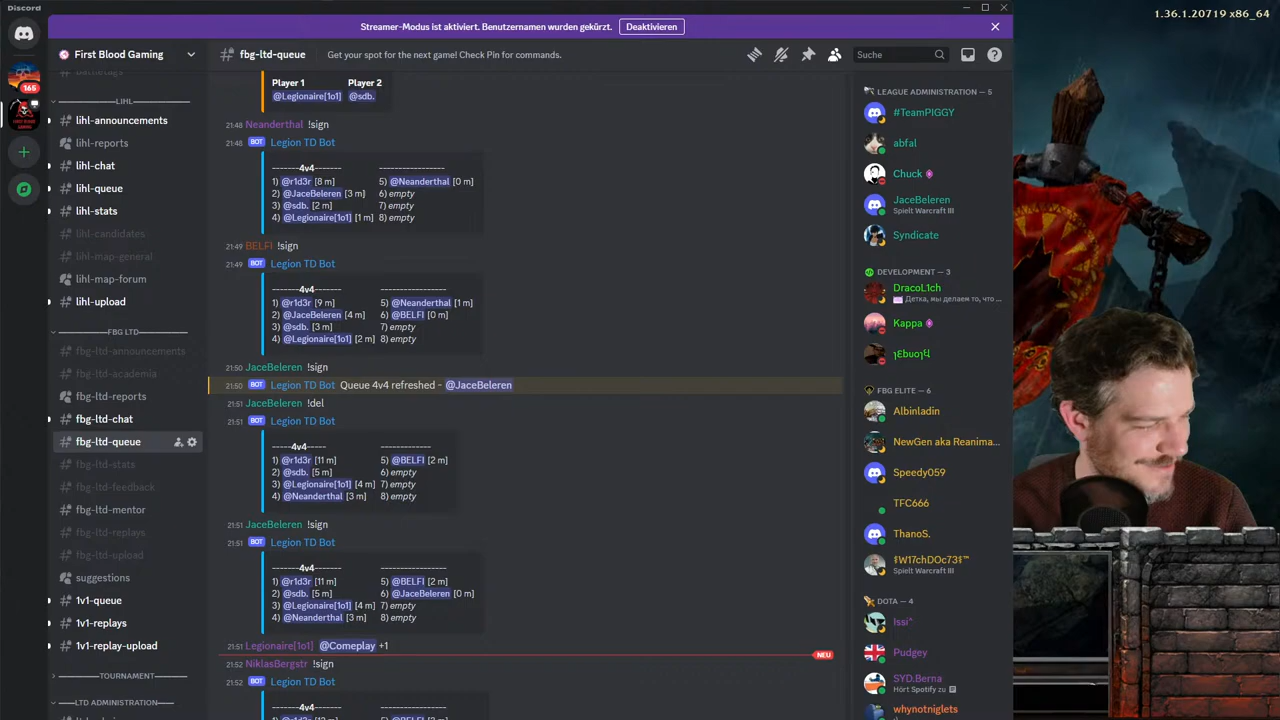 Discord
1.36.1.20719 x86_64
Streamer-Modus ist aktiviert. Benutzernamen wurden gekürzt.
Deaktivieren
First Blood Gaming
fbg-ltd-queue
Get your spot for the next game! Check Pin for commands.
Suche
165
LIHL
lihl-announcements
lihl-reports
lihl-chat
lihl-queue
lihl-stats
lihl-candidates
lihl-map-general
lihl-map-forum
lihl-upload
FBG LTD
fbg-ltd-announcements
fbg-ltd-academia
fbg-ltd-reports
fbg-ltd-chat
fbg-ltd-queue
fbg-ltd-stats
fbg-ltd-feedback
fbg-ltd-mentor
fbg-ltd-replays
fbg-ltd-upload
suggestions
1v1-queue
1v1-replays
1v1-replay-upload
TOURNAMENT
LTD ADMINISTRATION
Player 1 Player 2
@Legionaire[1o1] @sdb.
21:48 Neanderthal !sign
21:48 BOT Legion TD Bot
-------4v4------- -----------------
1) @r1d3r [8 m] 5) @Neanderthal [0 m]
2) @JaceBeleren [3 m] 6) empty
3) @sdb. [2 m] 7) empty
4) @Legionaire[1o1] [1 m] 8) empty
21:49 BELFI !sign
21:49 BOT Legion TD Bot
-------4v4------- -----------------
1) @r1d3r [9 m] 5) @Neanderthal [1 m]
2) @JaceBeleren [4 m] 6) @BELFI [0 m]
3) @sdb. [3 m] 7) empty
4) @Legionaire[1o1] [2 m] 8) empty
21:50 JaceBeleren !sign
21:50 BOT Legion TD Bot Queue 4v4 refreshed - @JaceBeleren
21:51 JaceBeleren !del
21:51 BOT Legion TD Bot
-----4v4----- --------------
1) @r1d3r [11 m] 5) @BELFI [2 m]
2) @sdb. [5 m] 6) empty
3) @Legionaire[1o1] [4 m] 7) empty
4) @Neanderthal [3 m] 8) empty
21:51 JaceBeleren !sign
21:51 BOT Legion TD Bot
-------4v4------- -----------------
1) @r1d3r [11 m] 5) @BELFI [2 m]
2) @sdb. [5 m] 6) @JaceBeleren [0 m]
3) @Legionaire[1o1] [4 m] 7) empty
4) @Neanderthal [3 m] 8) empty
21:51 Legionaire[1o1] @Comeplay +1
NEU
21:52 NiklasBergstr !sign
21:52 BOT Legion TD Bot
-------4v4------- -----------------
LEAGUE ADMINISTRATION — 5
#TeamPIGGY
abfal
Chuck
JaceBeleren
Spielt Warcraft III
Syndicate
DEVELOPMENT — 3
DracoL1ch
Детка, мы делаем то, что ...
Kappa
FBG ELITE — 6
Albinladin
NewGen aka Reanima...
Speedy059
TFC666
ThanoS.
Spielt Warcraft III
DOTA — 4
Issi^
Pudgey
SYD.Berna
Hört Spotify zu
whynotniglets